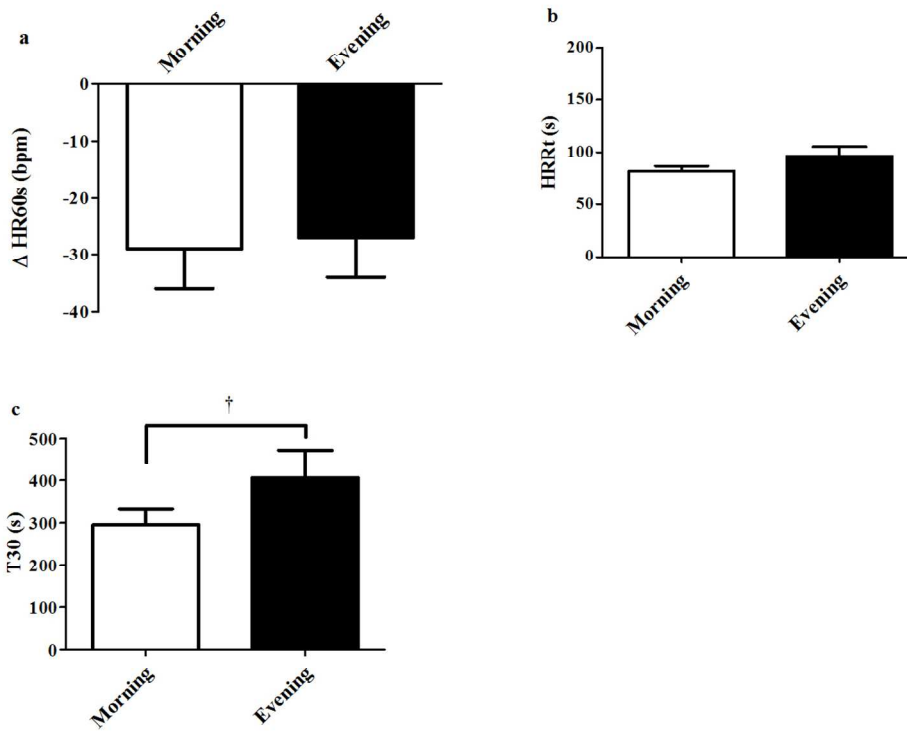 a
Morning
Evening
0
-10
-20
-30
-40
Δ HR60s (bpm)
b
200
150
100
50
0
HRRt (s)
Morning
Evening
c
†
500
400
300
200
100
0
T30 (s)
Morning
Evening